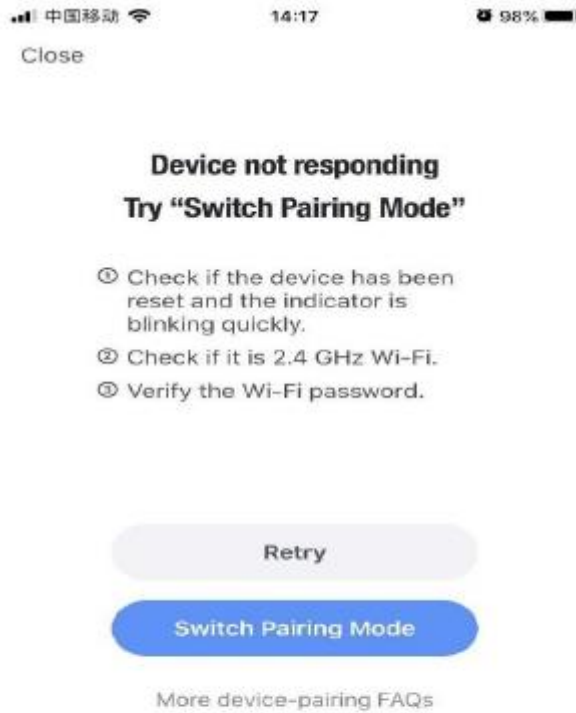 中国移动 14:17 98%
Close
Device not responding
Try “Switch Pairing Mode”
① Check if the device has been
reset and the indicator is
blinking quickly.
② Check if it is 2.4 GHz Wi-Fi.
③ Verify the Wi-Fi password.
Retry
Switch Pairing Mode
More device-pairing FAQs